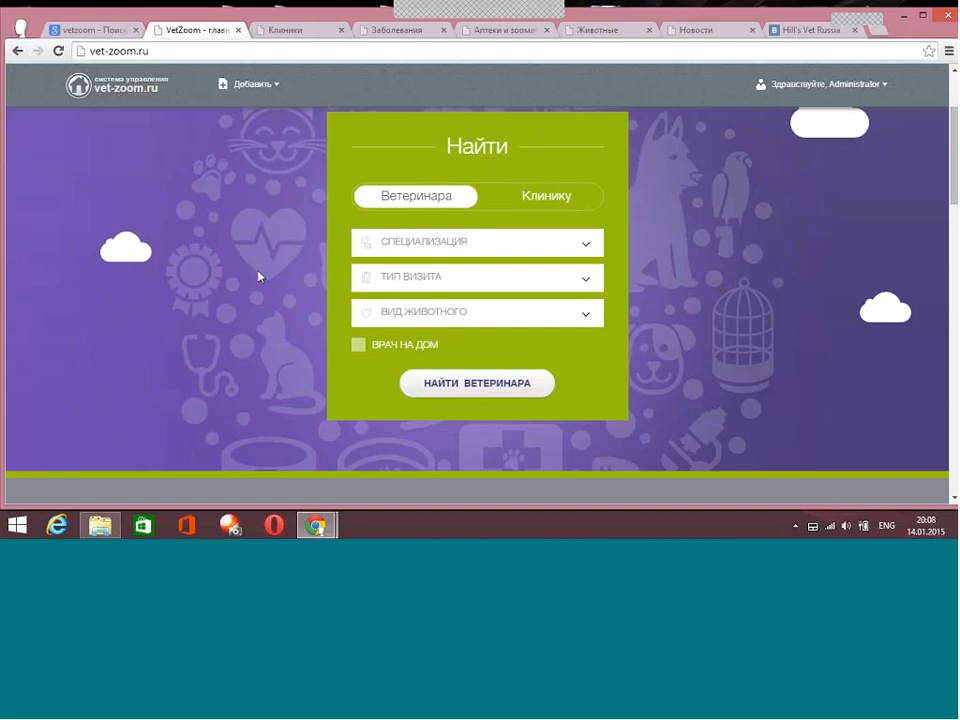 vetzoom - Поиск
VetZoom - глав
Клиники
Заболевания
Аптеки и зоома
Животные
Новости
Hill's Vet Russia
vet-zoom.ru
система управления
vet-zoom.ru
Добавить
Здравствуйте, Administrator
Найти
Ветеринара
Клинику
СПЕЦИАЛИЗАЦИЯ
ТИП ВИЗИТА
ВИД ЖИВОТНОГО
ВРАЧ НА ДОМ
НАЙТИ ВЕТЕРИНАРА
ENG
20:08
14.01.2015